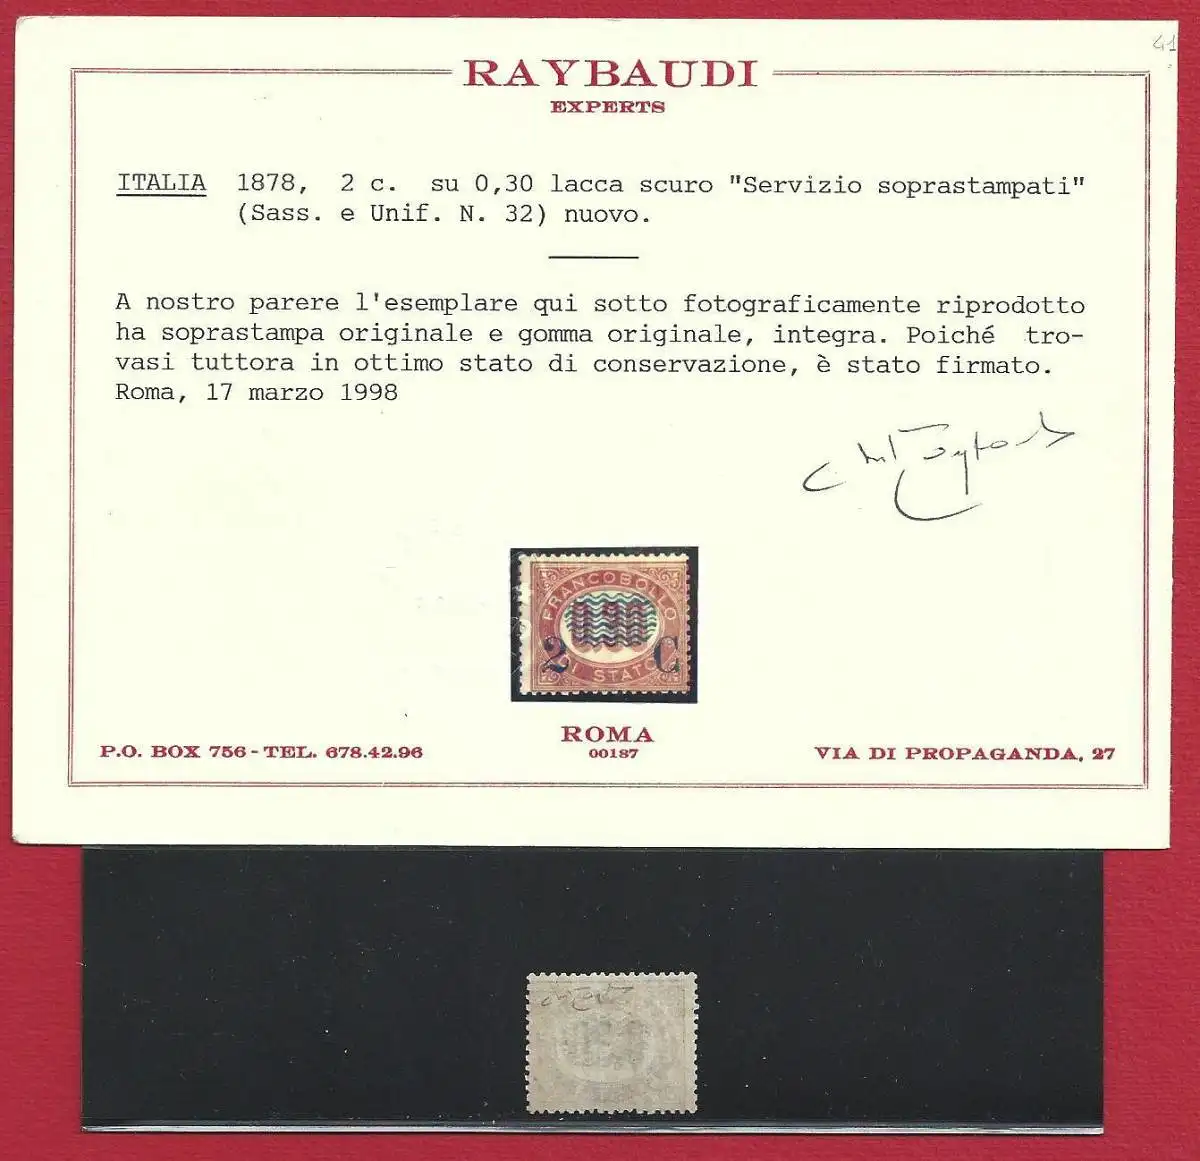 41
RAYBAUDI
EXPERTS
ITALIA 1878, 2 c. su 0,30 lacca scuro "Servizio soprastampati"
(Sass. e Unif. N. 32) nuovo.
A nostro parere l'esemplare qui sotto fotograficamente riprodotto
ha soprastampa originale e gomma originale, integra. Poiché tro-
vasi tuttora in ottimo stato di conservazione, è stato firmato.
Roma, 17 marzo 1998
FRANCOBOLLO
2 C
DI STATO
ROMA
00187
P.O. BOX 756 - TEL. 678.42.96
VIA DI PROPAGANDA, 27